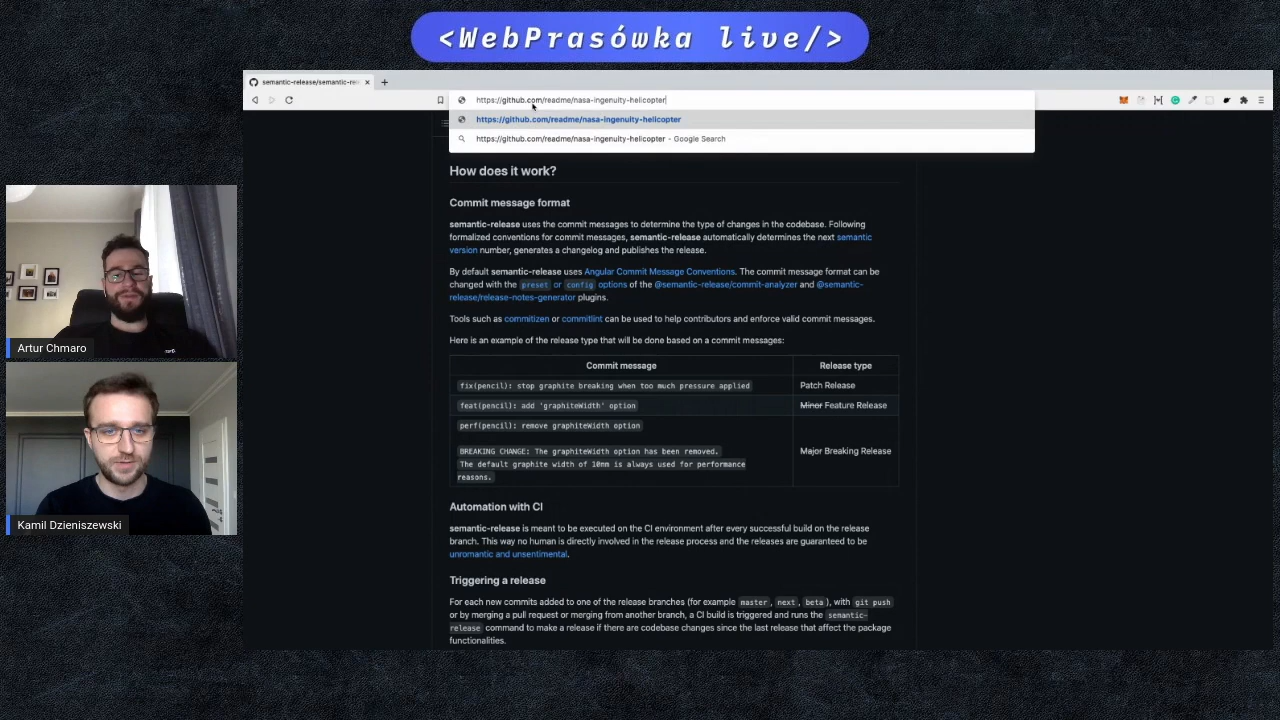 <WebPrasówka live/>
semantic-release/semantic-rele
https://github.com/readme/nasa-ingenuity-helicopter
https://github.com/readme/nasa-ingenuity-helicopter
https://github.com/readme/nasa-ingenuity-helicopter - Google Search
How does it work?
Commit message format
semantic-release uses the commit messages to determine the type of changes in the codebase. Following
formalized conventions for commit messages, semantic-release automatically determines the next semantic
version number, generates a changelog and publishes the release.
By default semantic-release uses Angular Commit Message Conventions. The commit message format can be
changed with the preset or config options of the @semantic-release/commit-analyzer and @semantic-
release/release-notes-generator plugins.
Tools such as commitizen or commitlint can be used to help contributors and enforce valid commit messages.
Here is an example of the release type that will be done based on a commit messages:
Commit message Release type
fix(pencil): stop graphite breaking when too much pressure applied Patch Release
feat(pencil): add 'graphiteWidth' option Minor Feature Release
perf(pencil): remove graphiteWidth option
BREAKING CHANGE: The graphiteWidth option has been removed. Major Breaking Release
The default graphite width of 10mm is always used for performance
reasons.
Automation with CI
semantic-release is meant to be executed on the CI environment after every successful build on the release
branch. This way no human is directly involved in the release process and the releases are guaranteed to be
unromantic and unsentimental.
Triggering a release
For each new commits added to one of the release branches (for example master, next, beta), with git push
or by merging a pull request or merging from another branch, a CI build is triggered and runs the semantic-
release command to make a release if there are codebase changes since the last release that affect the package
functionalities.
Artur Chmaro
Kamil Dzieniszewski